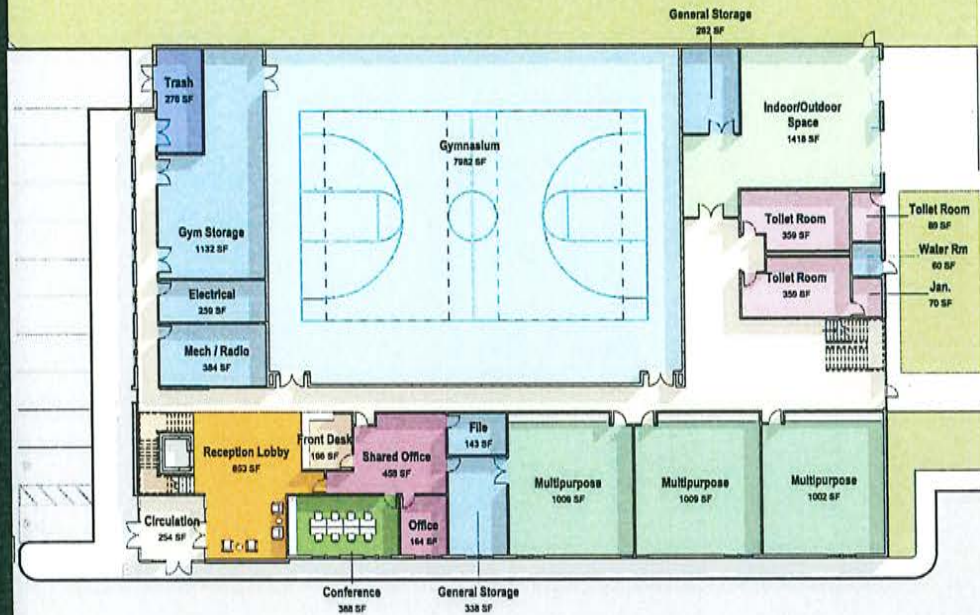 General Storage
282 SF
Trash
276 SF
Indoor/Outdoor
Space
1418 SF
Gymnasium
7982 SF
Gym Storage
1132 SF
Toilet Room
359 SF
Toilet Room
89 SF
Water Rm
60 SF
Toilet Room
359 SF
Jan.
70 SF
Electrical
259 SF
Mech / Radio
384 SF
Reception Lobby
853 SF
Front Desk
166 SF
Shared Office
458 SF
File
143 SF
Multipurpose
1009 SF
Multipurpose
1009 SF
Multipurpose
1002 SF
Circulation
254 SF
Office
164 SF
Conference
388 SF
General Storage
338 SF